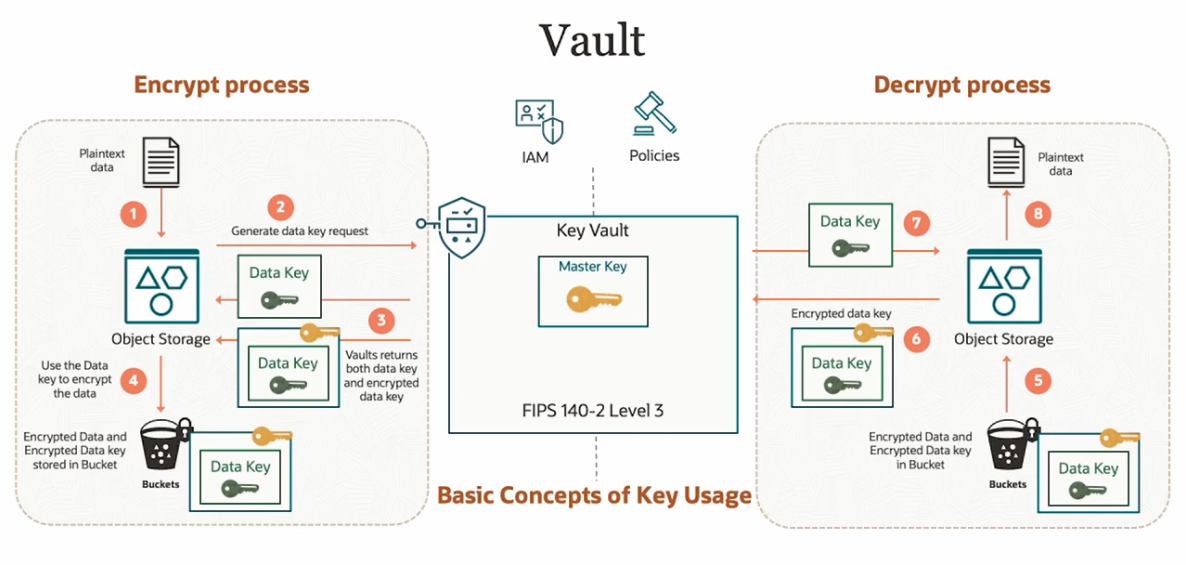 Vault
Encrypt process
Plaintext
data
1
2
Generate data key request
Data Key
Object Storage
3
Data Key
Vaults returns
both data key
and encrypted
data key
Use the Data
key to encrypt
the data
4
Encrypted Data and
Encrypted Data key
stored in Bucket
Buckets
Data Key
IAM
Policies
Key Vault
Master Key
FIPS 140-2 Level 3
Basic Concepts of Key Usage
Decrypt process
Plaintext
data
8
Data Key
7
Encrypted data key
Data Key
6
Object Storage
5
Encrypted Data and
Encrypted Data key
in Bucket
Buckets
Data Key